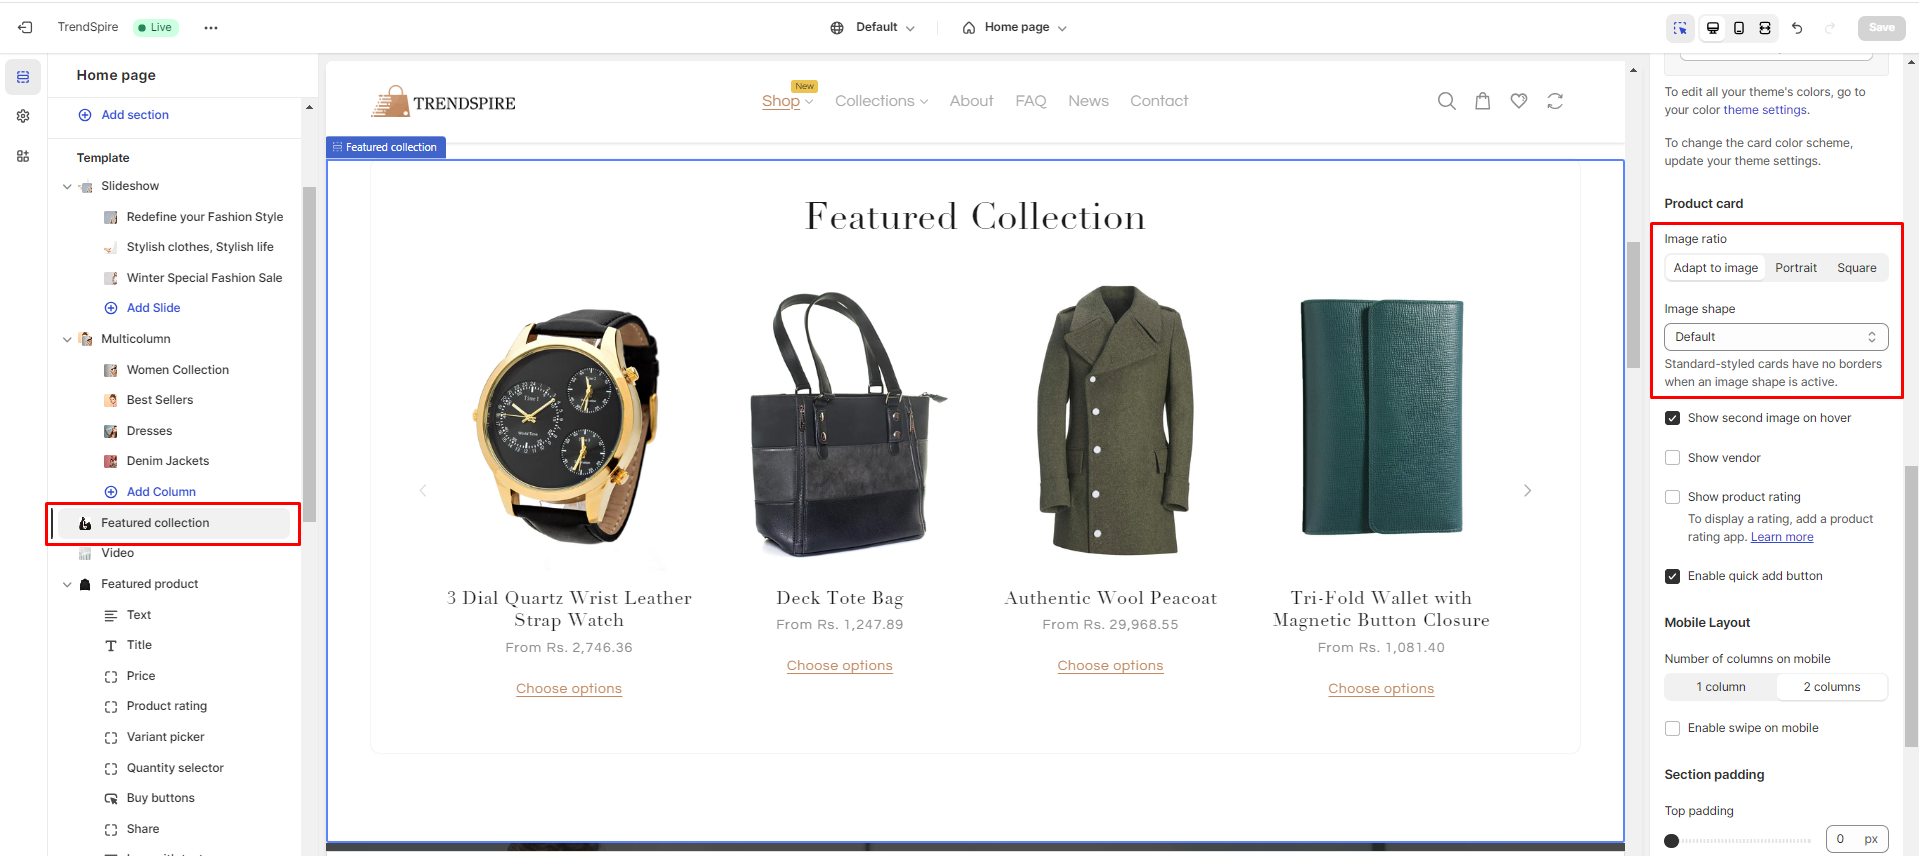 TrendSpire
Live
Default
Home page
Save
Home page
Add section
Template
Slideshow
Redefine your Fashion Style
Stylish clothes, Stylish life
Winter Special Fashion Sale
Add Slide
Multicolumn
Women Collection
Best Sellers
Dresses
Denim Jackets
Add Column
Featured collection
Video
Featured product
Text
Title
Price
Product rating
Variant picker
Quantity selector
Buy buttons
Share
TRENDSPIRE
New
Shop
Collections
About
FAQ
News
Contact
Featured collection
Featured Collection
3 Dial Quartz Wrist Leather
Strap Watch
From Rs. 2,746.36
Choose options
Deck Tote Bag
From Rs. 1,247.89
Choose options
Authentic Wool Peacoat
From Rs. 29,968.55
Choose options
Tri-Fold Wallet with
Magnetic Button Closure
From Rs. 1,081.40
Choose options
To edit all your theme's colors, go to
your color theme settings.
To change the card color scheme,
update your theme settings.
Product card
Image ratio
Adapt to image
Portrait
Square
Image shape
Default
Standard-styled cards have no borders
when an image shape is active.
Show second image on hover
Show vendor
Show product rating
To display a rating, add a product
rating app. Learn more
Enable quick add button
Mobile Layout
Number of columns on mobile
1 column
2 columns
Enable swipe on mobile
Section padding
Top padding
0 px